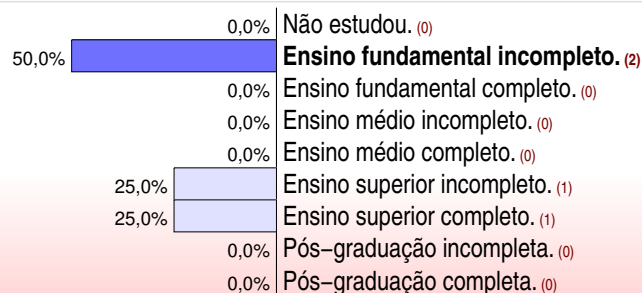 0,0% Não estudou. (0)
50,0% Ensino fundamental incompleto. (2)
0,0% Ensino fundamental completo. (0)
0,0% Ensino médio incompleto. (0)
0,0% Ensino médio completo. (0)
25,0% Ensino superior incompleto. (1)
25,0% Ensino superior completo. (1)
0,0% Pós−graduação incompleta. (0)
0,0% Pós−graduação completa. (0)